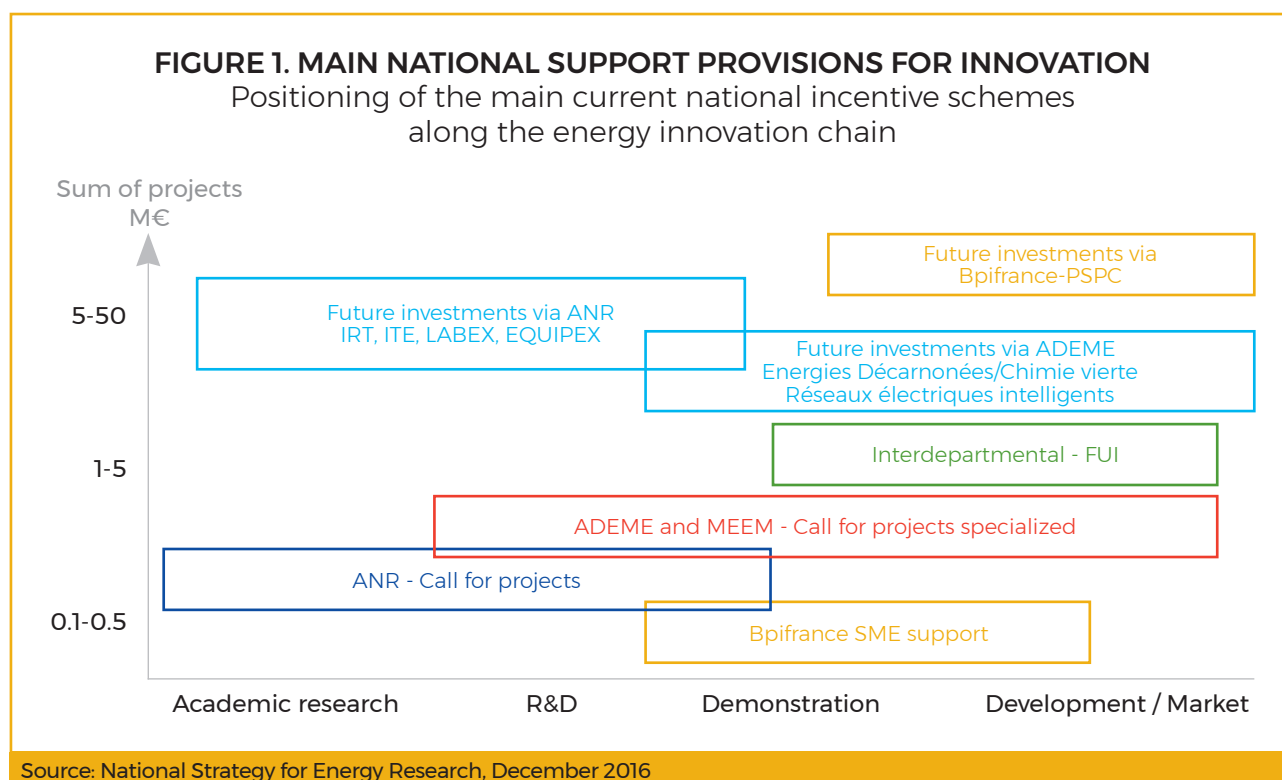 FIGURE 1. MAIN NATIONAL SUPPORT PROVISIONS FOR INNOVATION
Positioning of the main current national incentive schemes
along the energy innovation chain
Sum of projects
M€
Future investments via
Bpifrance-PSPC
5-50
Future investments via ANR
IRT, ITE, LABEX, EQUIPEX
Future investments via ADEME
Energies Décarnonées/Chimie vierte
Réseaux électriques intelligents
1-5
Interdepartmental - FUI
ADEME and MEEM - Call for projects specialized
ANR - Call for projects
0.1-0.5
Bpifrance SME support
Academic research
R&D
Demonstration
Development / Market
Source: National Strategy for Energy Research, December 2016